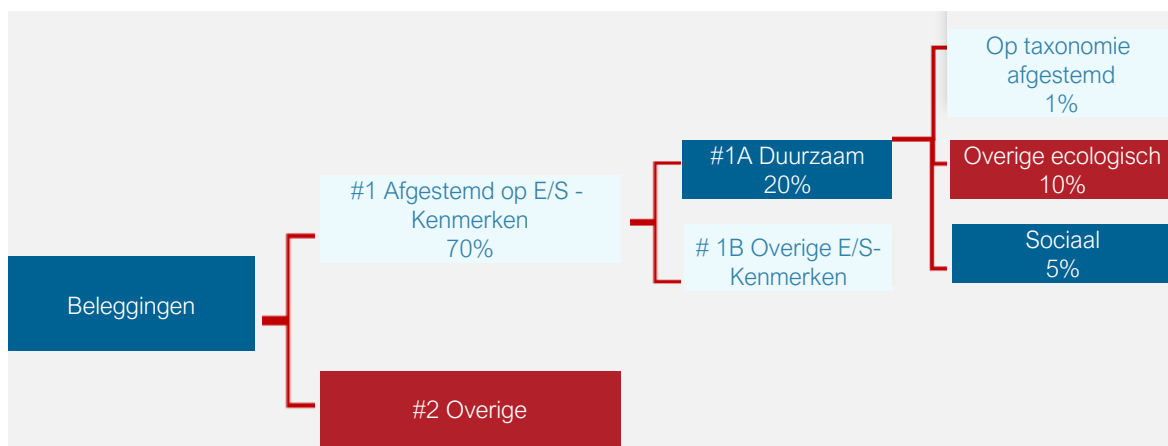 Beleggingen
#1 Afgestemd op E/S -
Kenmerken
70%
#2 Overige
#1A Duurzaam
20%
# 1B Overige E/S-
Kenmerken
Op taxonomie
afgestemd
1%
Overige ecologisch
10%
Sociaal
5%